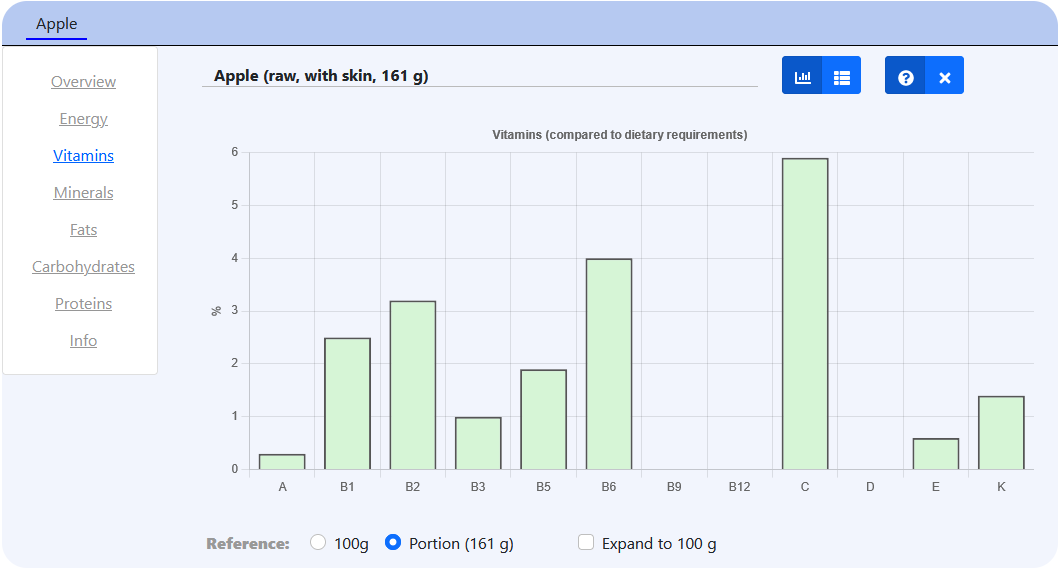 Apple
Overview
Energy
Vitamins
Minerals
Fats
Carbohydrates
Proteins
Info
Apple (raw, with skin, 161 g)
Vitamins (compared to dietary requirements)
%
6
5
4
3
2
1
0
A B1 B2 B3 B5 B6 B9 B12 C D E K
Reference: 100g Portion (161 g) Expand to 100 g